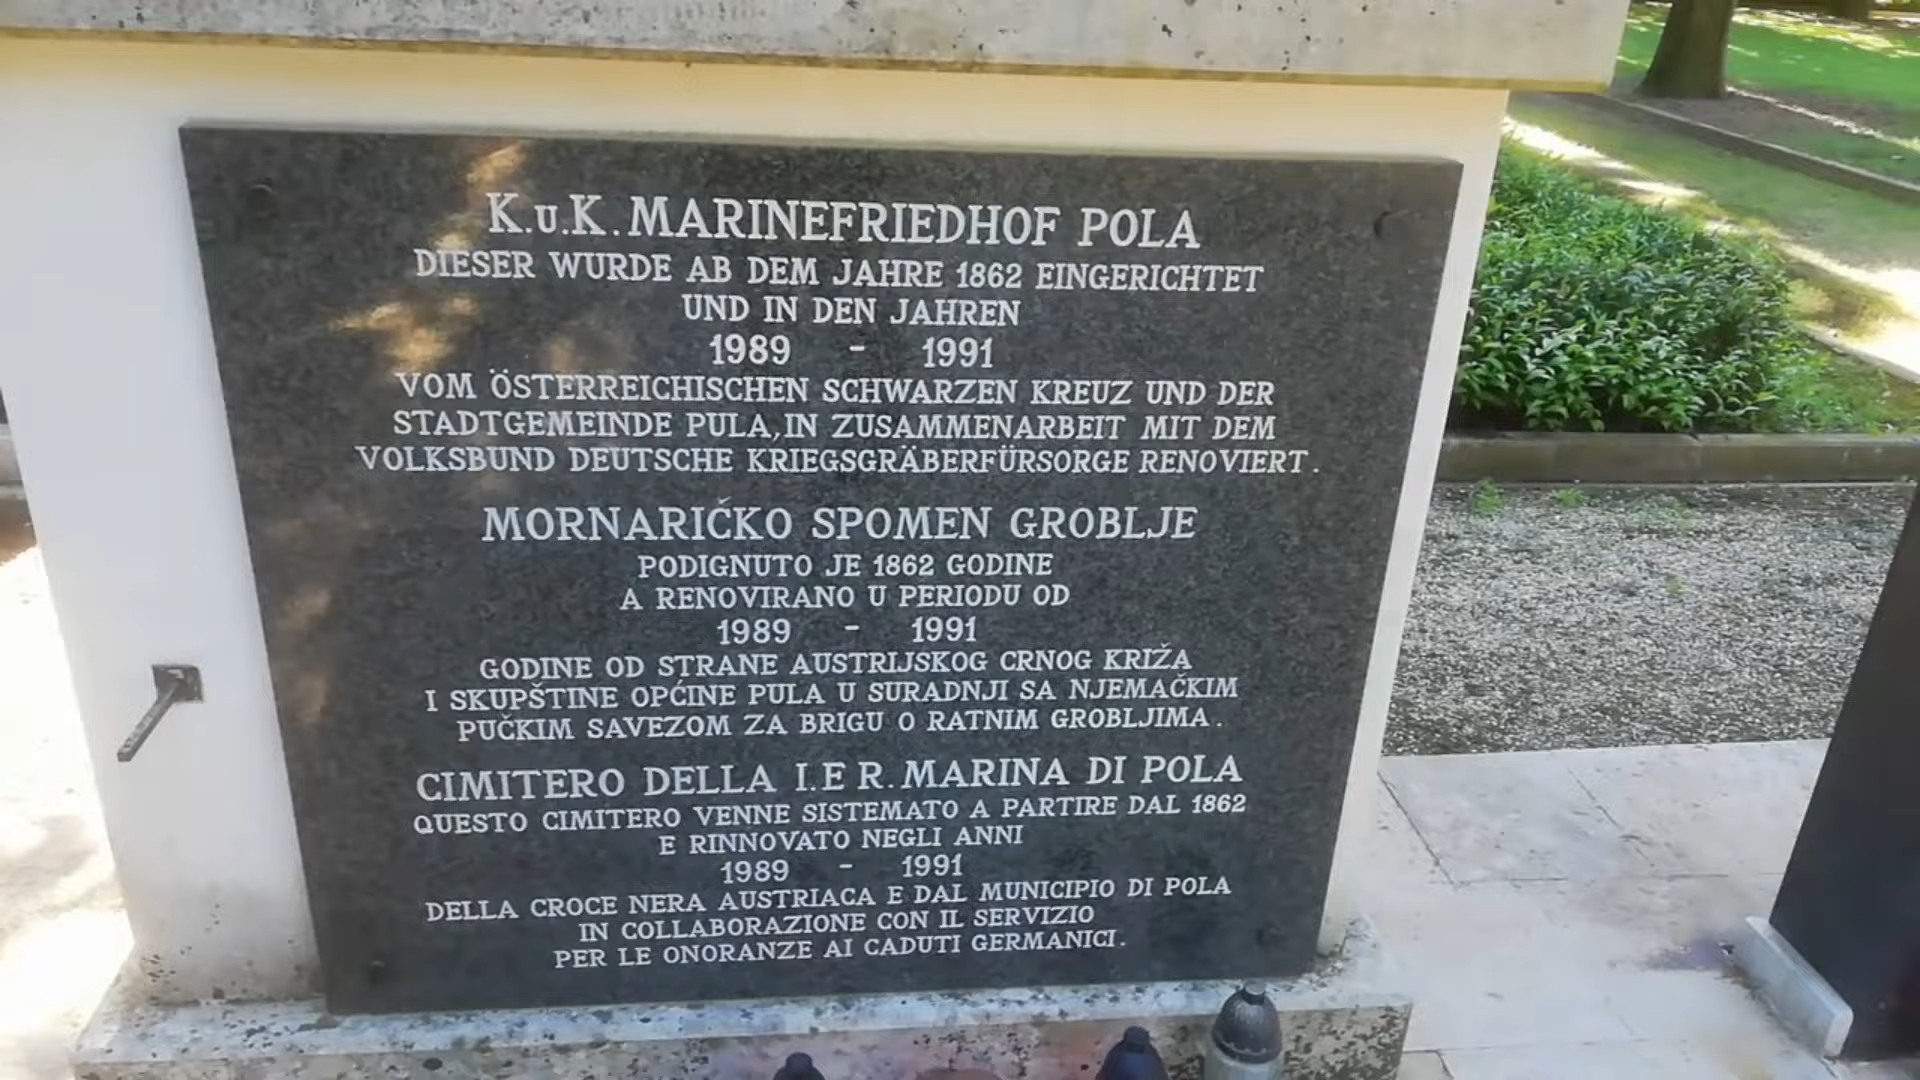 K.u.K. MARINEFRIEDHOF POLA
DIESER WURDE AB DEM JAHRE 1862 EINGERICHTET
UND IN DEN JAHREN
1989 - 1991
VOM ÖSTERREICHISCHEN SCHWARZEN KREUZ UND DER
STADTGEMEINDE PULA, IN ZUSAMMENARBEIT MIT DEM
VOLKSBUND DEUTSCHE KRIEGSGRÄBERFÜRSORGE RENOVIERT.
MORNARIČKO SPOMEN GROBLJE
PODIGNUTO JE 1862 GODINE
A RENOVIRANO U PERIODU OD
1989 - 1991
GODINE OD STRANE AUSTRIJSKOG CRNOG KRIŽA
I SKUPŠTINE OPĆINE PULA U SURADNJI SA NJEMAČKIM
PUČKIM SAVEZOM ZA BRIGU O RATNIM GROBLJIMA.
CIMITERO DELLA I.E R. MARINA DI POLA
QUESTO CIMITERO VENNE SISTEMATO A PARTIRE DAL 1862
E RINNOVATO NEGLI ANNI
1989 - 1991
DELLA CROCE NERA AUSTRIACA E DAL MUNICIPIO DI POLA
IN COLLABORAZIONE CON IL SERVIZIO
PER LE ONORANZE AI CADUTI GERMANICI.